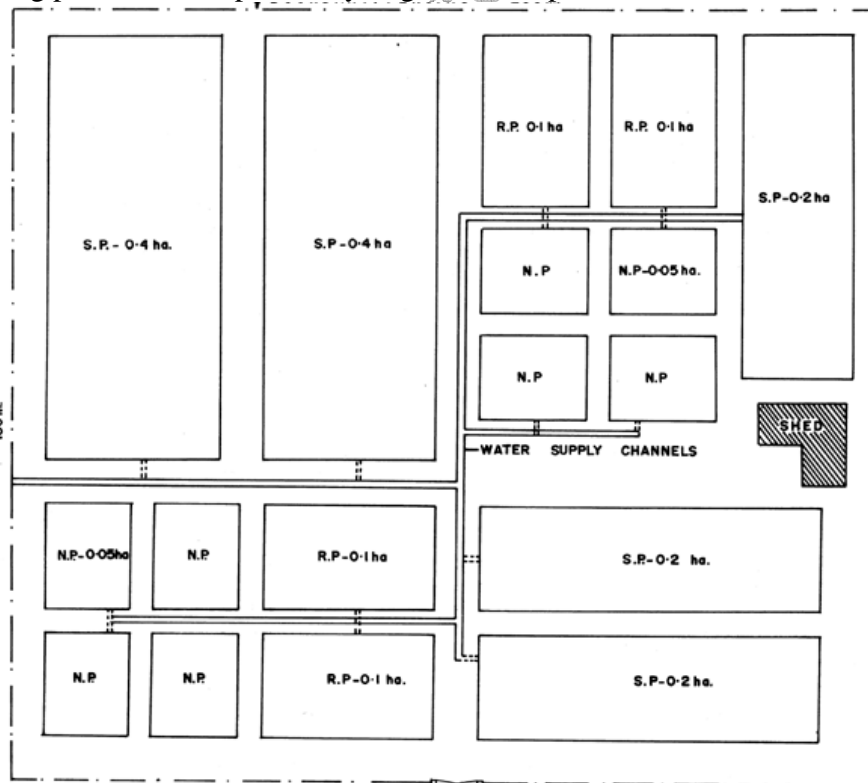 R.P. 0·1 ha
R.P. 0·1 ha
S.P-0·2 ha
S.P.- 0·4 ha.
S.P-0·4 ha
N.P
N.P-0·05 ha.
N.P
N.P
SHED
WATER SUPPLY CHANNELS
N.P.-0·05ha
N.P.
R.P-0·1 ha
S.P.-0·2 ha.
N.P.
N.P.
R.P-0·1 ha.
S.P-0·2 ha.